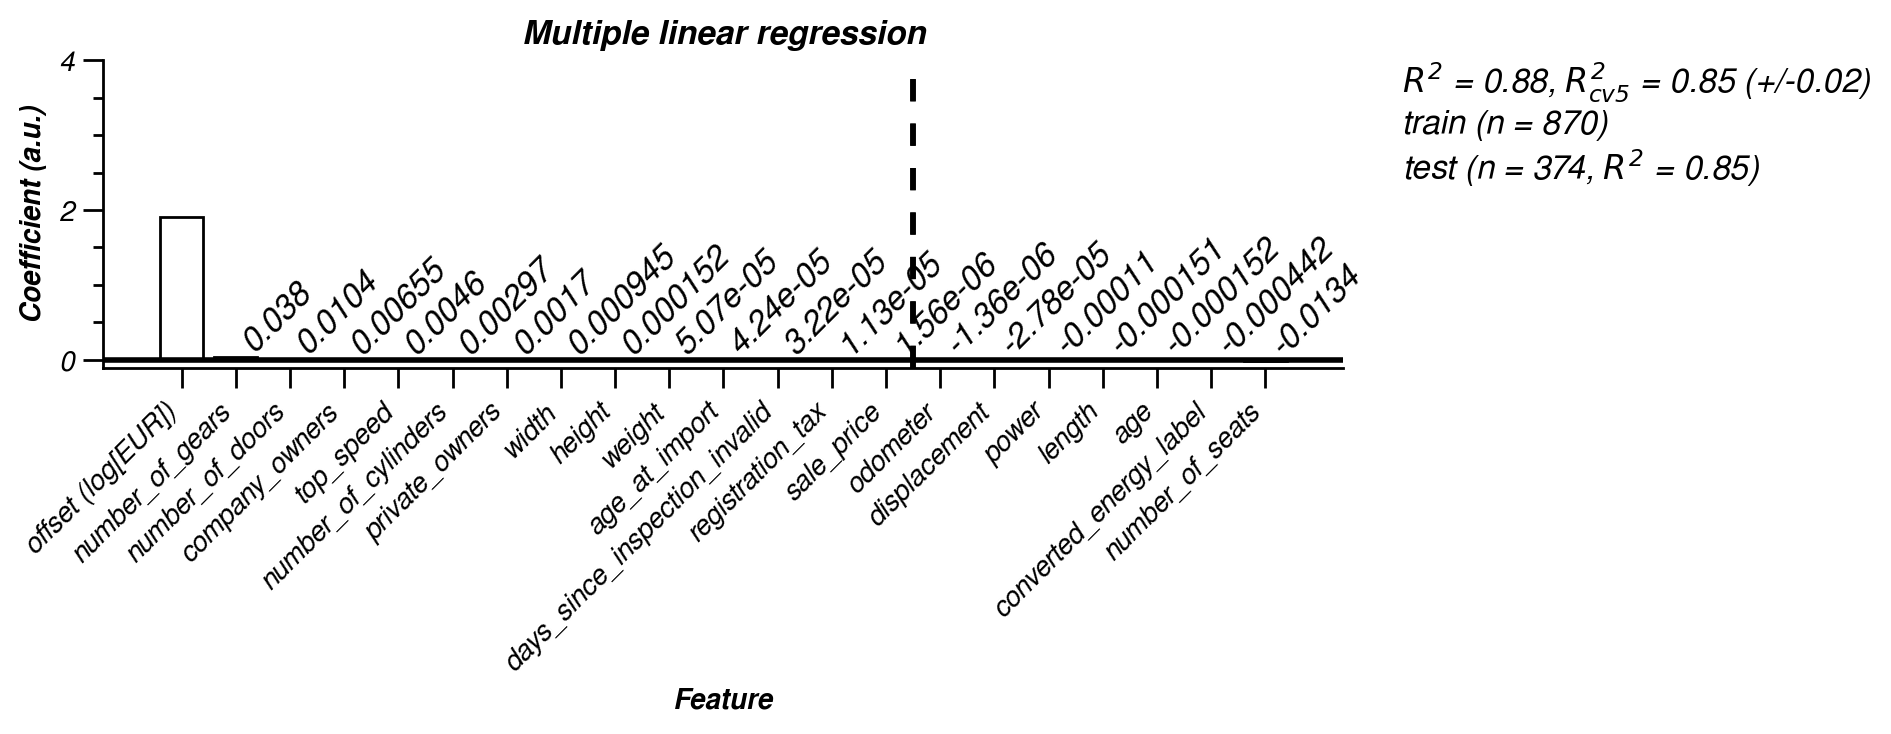 Multiple linear regression
R² = 0.88, R²cv5 = 0.85 (+/-0.02)
train (n = 870)
test (n = 374, R² = 0.85)
Coefficient (a.u.)
4
2
0
0.038
0.0104
0.00655
0.0046
0.00297
0.0017
0.000945
0.000152
5.07e-05
4.24e-05
3.22e-05
1.13e-05
1.56e-06
-1.36e-06
-2.78e-05
-0.00011
-0.000151
-0.000152
-0.000442
-0.0134
offset (log[EUR])
number_of_gears
number_of_doors
company_owners
top_speed
number_of_cylinders
private_owners
width
height
weight
age_at_import
days_since_inspection_invalid
registration_tax
sale_price
odometer
displacement
power
length
age
converted_energy_label
number_of_seats
Feature